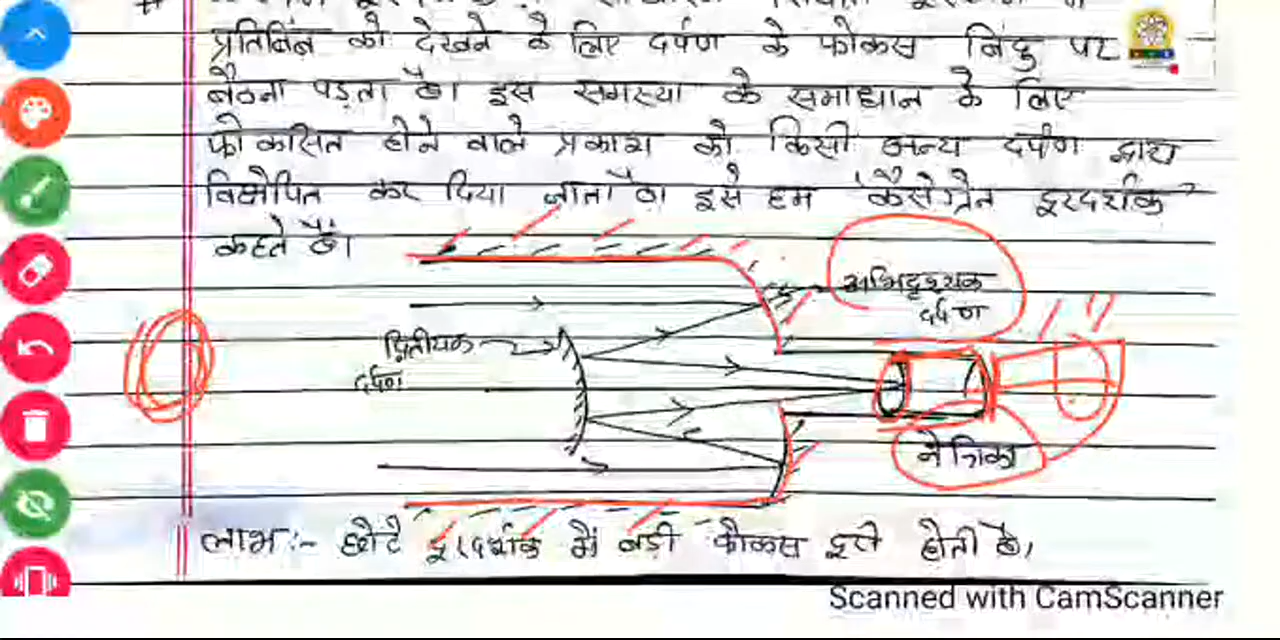 प्रतिबिंब को देखने के लिए दर्पण के फोकस बिंदु पर
बैठना पड़ता है। इस समस्या के समाधान के लिए
फोकसित होने वाले प्रकाश को किसी अन्य दर्पण द्वारा
विक्षेपित कर दिया जाता है। इसे हम 'कैसेग्रेन दूरदर्शक'
कहते हैं।
अभिदृश्यक
दर्पण
द्वितीयक
दर्पण
नेत्रिका
लाभ :- छोटे दूरदर्शक में बड़ी फोकस दूरी होती है।
Scanned with CamScanner